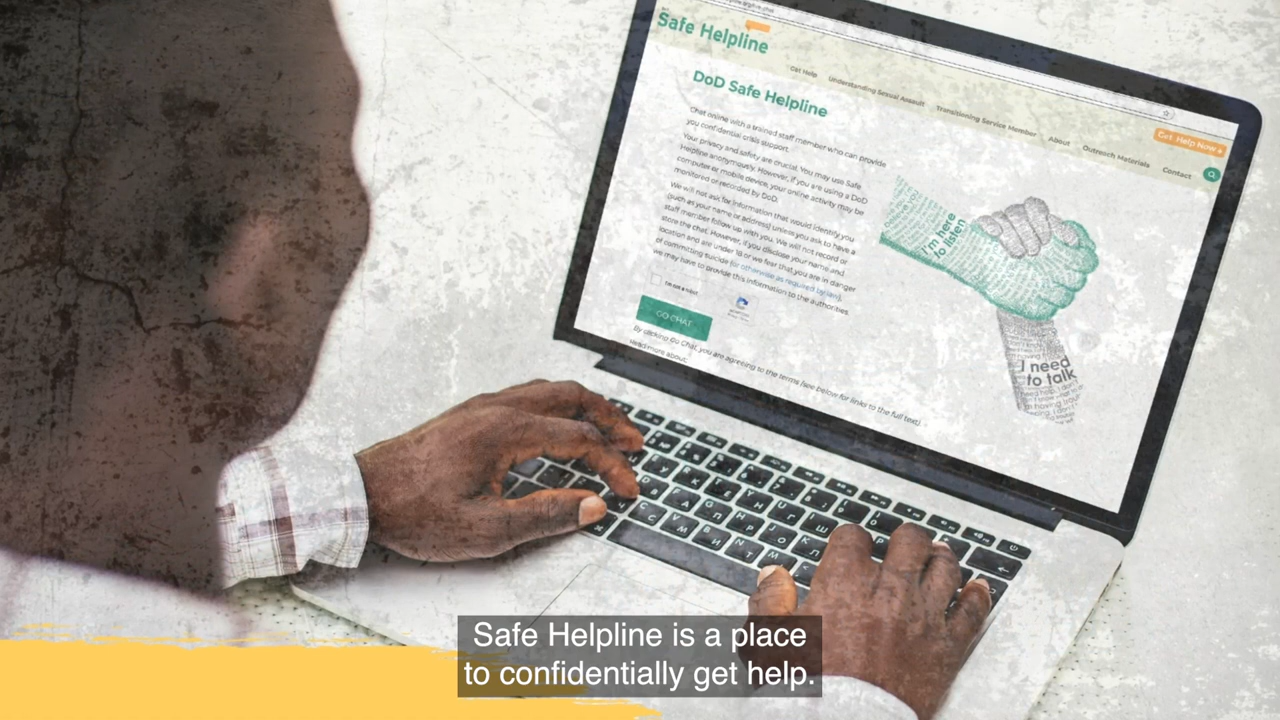 Safe Helpline
Get Help Understanding Sexual Assault Transitioning Service Member About Outreach Materials Contact
Get Help Now
DoD Safe Helpline
Chat online with a trained staff member who can provide
you confidential crisis support.
Your privacy and safety are crucial. You may use Safe
Helpline anonymously. However, if you are using a DoD
computer or mobile device, your online activity may be
monitored or recorded by DoD.
We will not ask for information that would identify you
(such as your name or address) unless you ask to have a
staff member follow up with you. We will not record or
store the chat. However, if you disclose your name and
location and are under 18 or we fear that you are in danger
of committing suicide (or otherwise as required by law),
we may have to provide this information to the authorities.
I'm not a robot
GO CHAT
By clicking Go Chat, you are agreeing to the terms (see below for links to the full text).
Read more about:
I'm here
to listen
I need
to talk
Safe Helpline is a place
to confidentially get help.